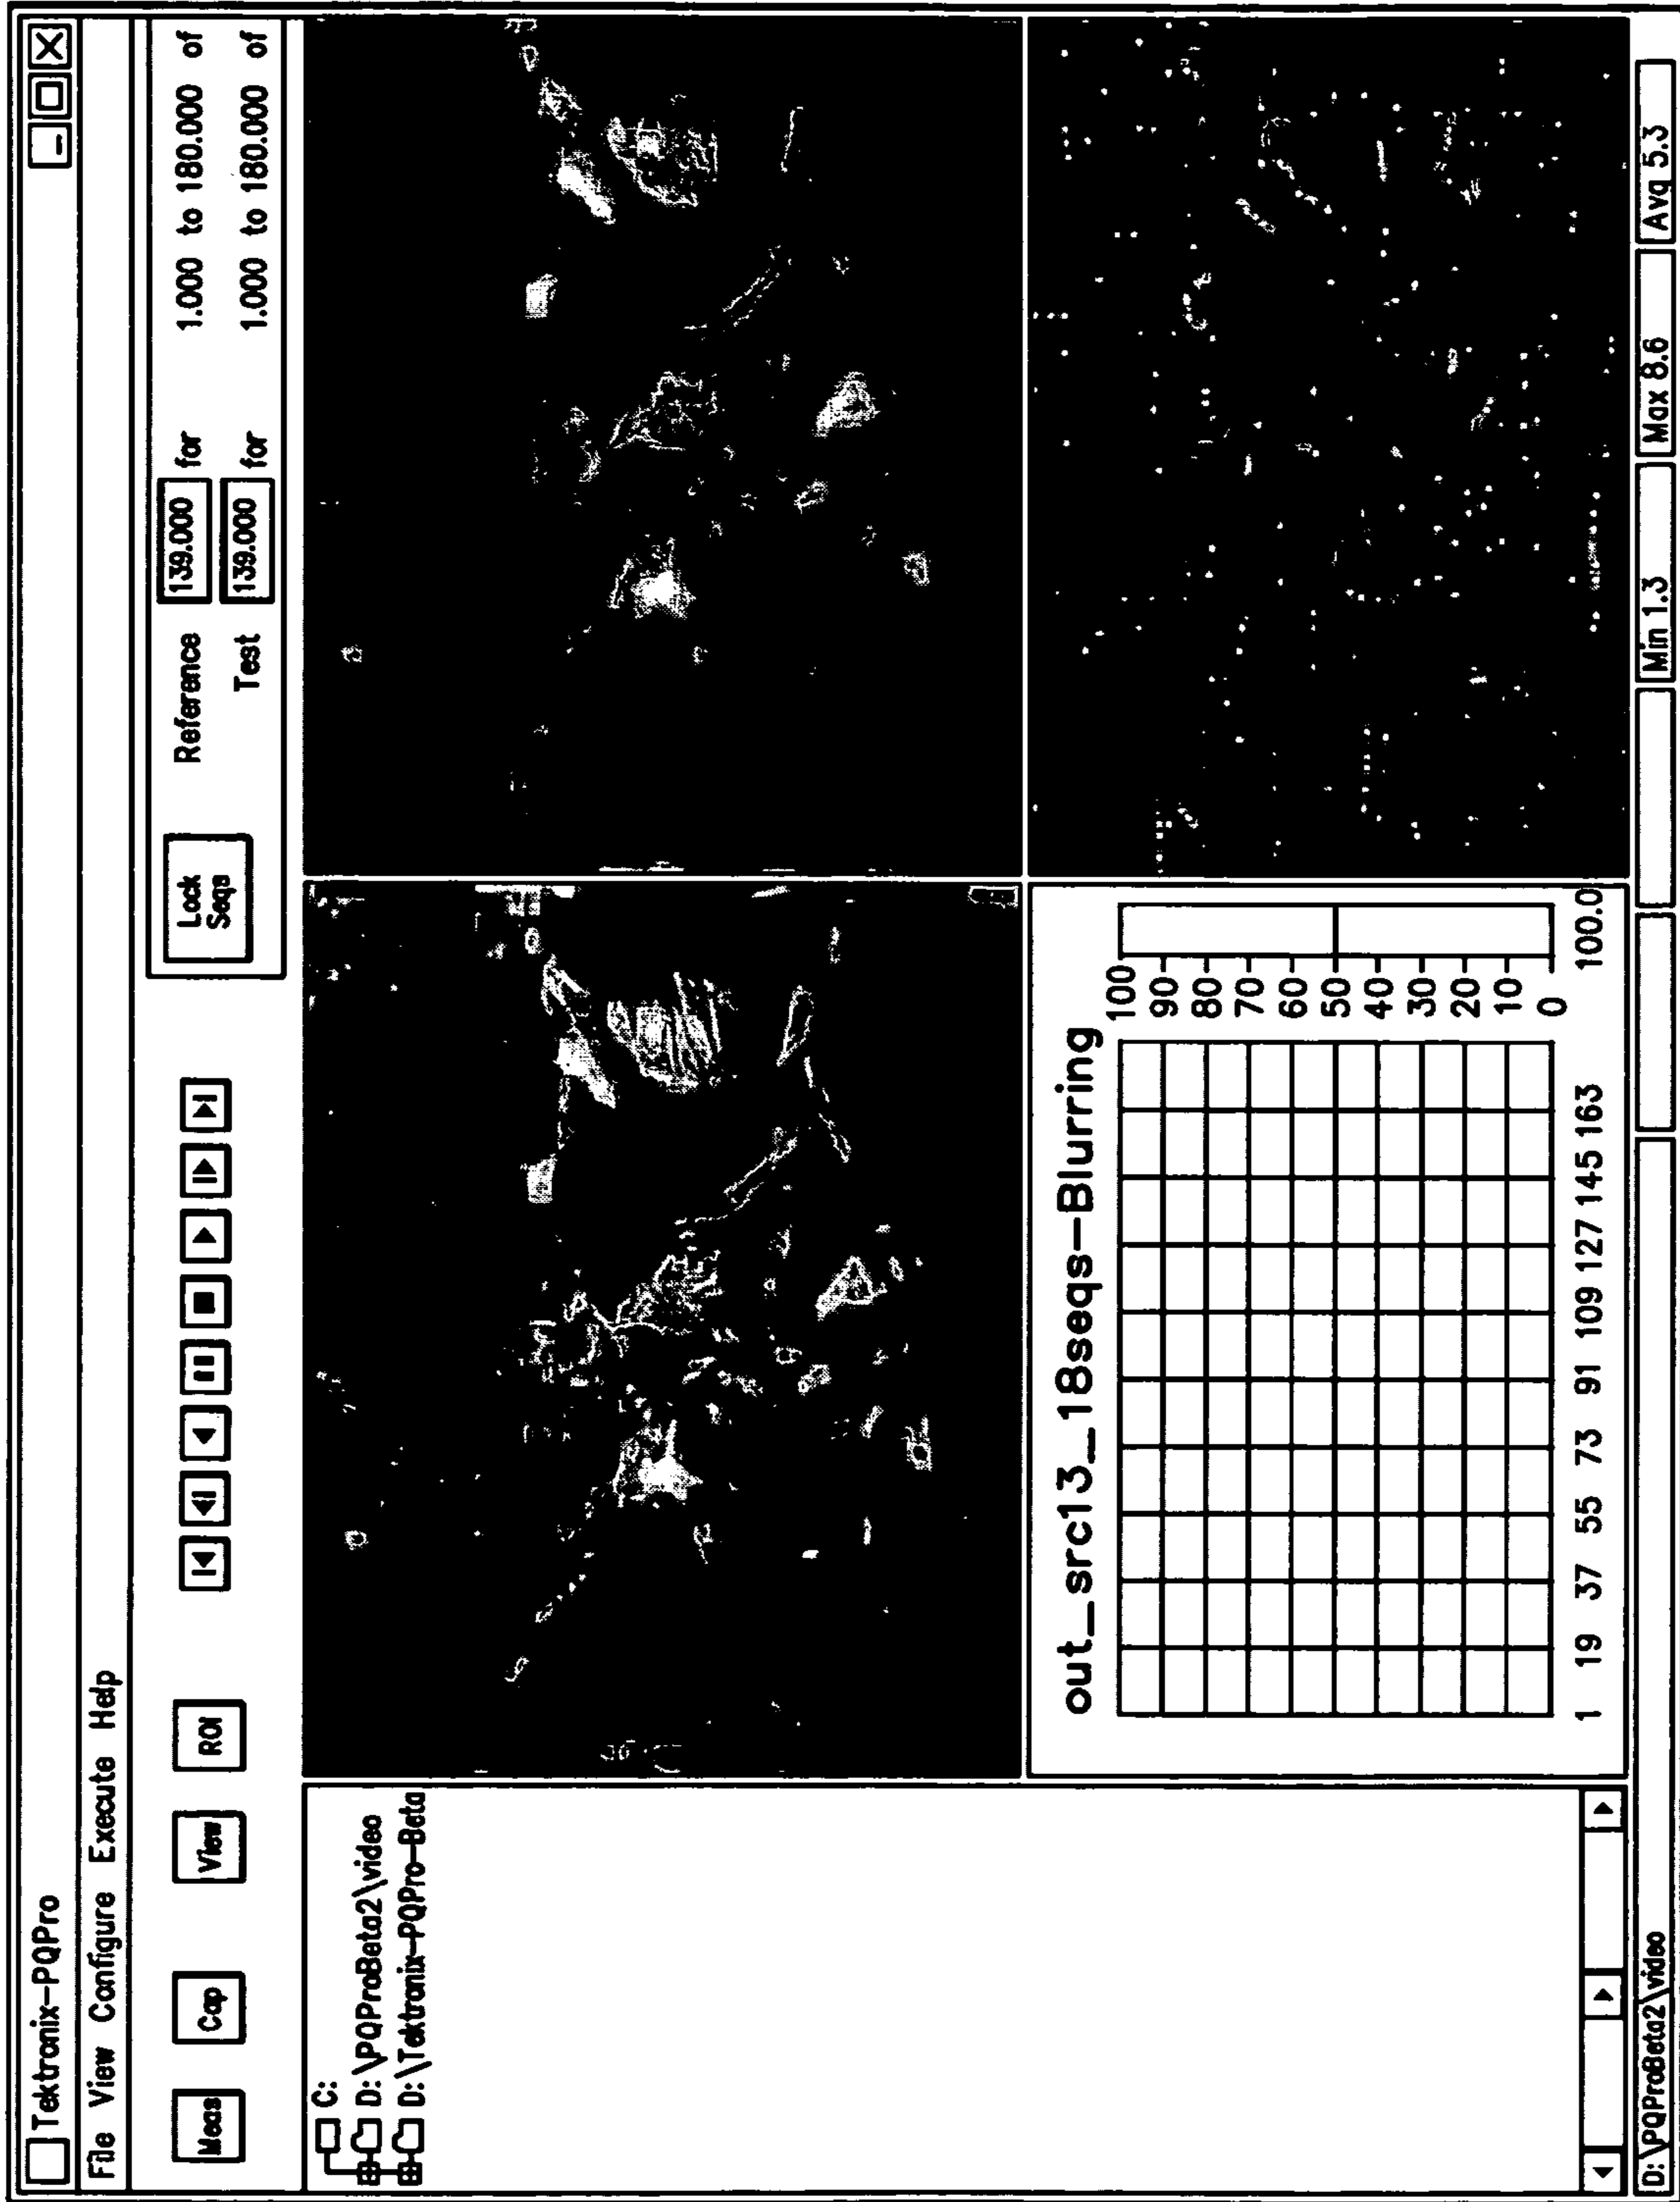 Tektronix-PQPro
File View Configure Execute Help
Meas Cap View ROI
Lock Seqs
Reference 139.000 for 1.000 to 180.000 of
Test 139.000 for 1.000 to 180.000 of
C:
D:\PQProBeta2\video
D:\Tektronix-PQPro-Beta
out_src13_18seqs-Blurring
100
90
80
70
60
50
40
30
20
10
0
1 19 37 55 73 91 109 127 145 163
100.0
D:\PQProBeta2\video Min 1.3 Max 8.6 Avg 5.3